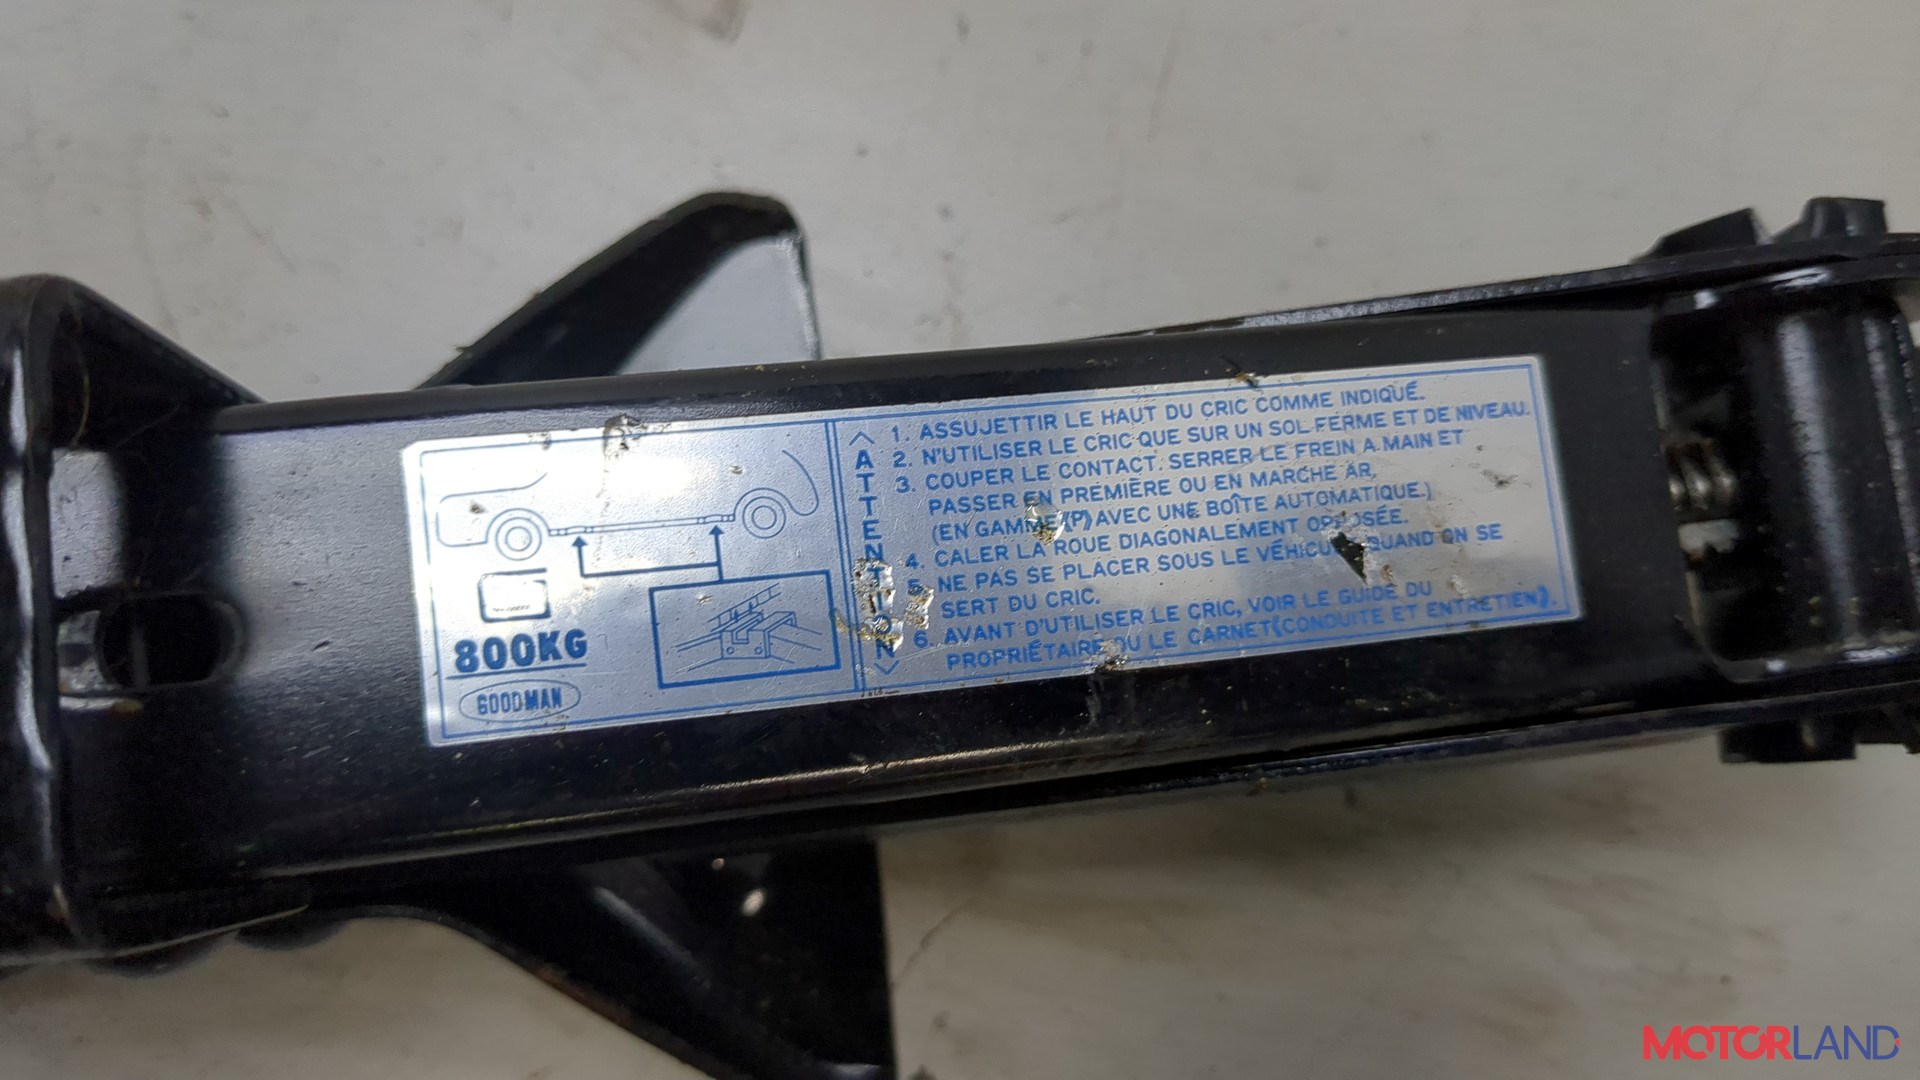 800KG
GOODMAN
<ATTENTION>
1. ASSUJETTIR LE HAUT DU CRIC COMME INDIQUÉ.
2. N'UTILISER LE CRIC QUE SUR UN SOL FERME ET DE NIVEAU.
3. COUPER LE CONTACT. SERRER LE FREIN A MAIN ET
PASSER EN PREMIÈRE OU EN MARCHE AR,
(EN GAMME (P) AVEC UNE BOÎTE AUTOMATIQUE.)
4. CALER LA ROUE DIAGONALEMENT OPPOSÉE.
5. NE PAS SE PLACER SOUS LE VÉHICULE QUAND ON SE
SERT DU CRIC.
6. AVANT D'UTILISER LE CRIC, VOIR LE GUIDE DU
PROPRIÉTAIRE OU LE CARNET(CONDUITE ET ENTRETIEN).
MOTORLAND